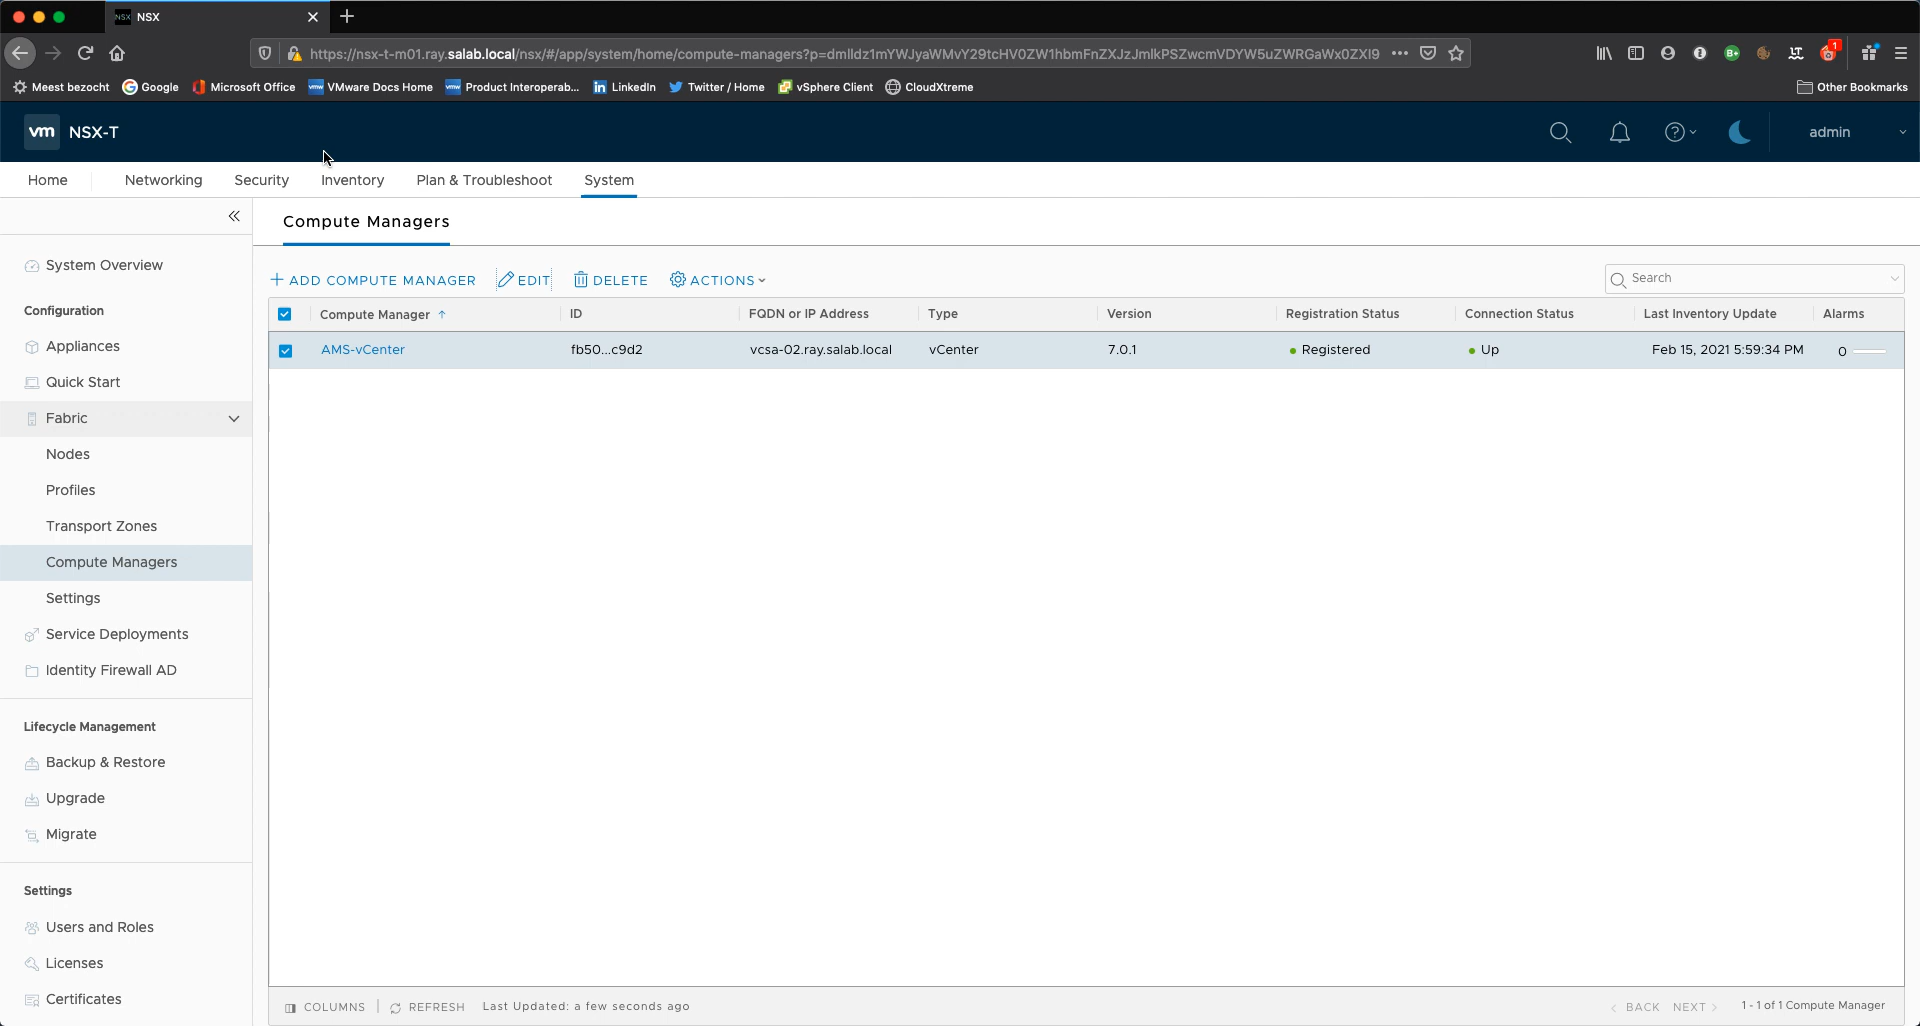 NSX NSX
https://nsx-t-m01.ray.salab.local/nsx/#/app/system/home/compute-managers?p=dmlldz1mYWJyaWMvY29tcHV0ZW1hbmFnZXJzJmlkPSZwcmVDYW5uZWRGaWx0ZXI9
1
Meest bezocht Google Microsoft Office VMware Docs Home Product Interoperab... LinkedIn Twitter / Home vSphere Client CloudXtreme Other Bookmarks
vm NSX-T admin
Home Networking Security Inventory Plan & Troubleshoot System
Compute Managers
System Overview
Configuration
Appliances
Quick Start
Fabric
Nodes
Profiles
Transport Zones
Compute Managers
Settings
Service Deployments
Identity Firewall AD
Lifecycle Management
Backup & Restore
Upgrade
Migrate
Settings
Users and Roles
Licenses
Certificates
ADD COMPUTE MANAGER EDIT DELETE ACTIONS Search
Compute Manager ID FQDN or IP Address Type Version Registration Status Connection Status Last Inventory Update Alarms
AMS-vCenter fb50...c9d2 vcsa-02.ray.salab.local vCenter 7.0.1 Registered Up Feb 15, 2021 5:59:34 PM 0
COLUMNS REFRESH Last Updated: a few seconds ago BACK NEXT 1 - 1 of 1 Compute Manager